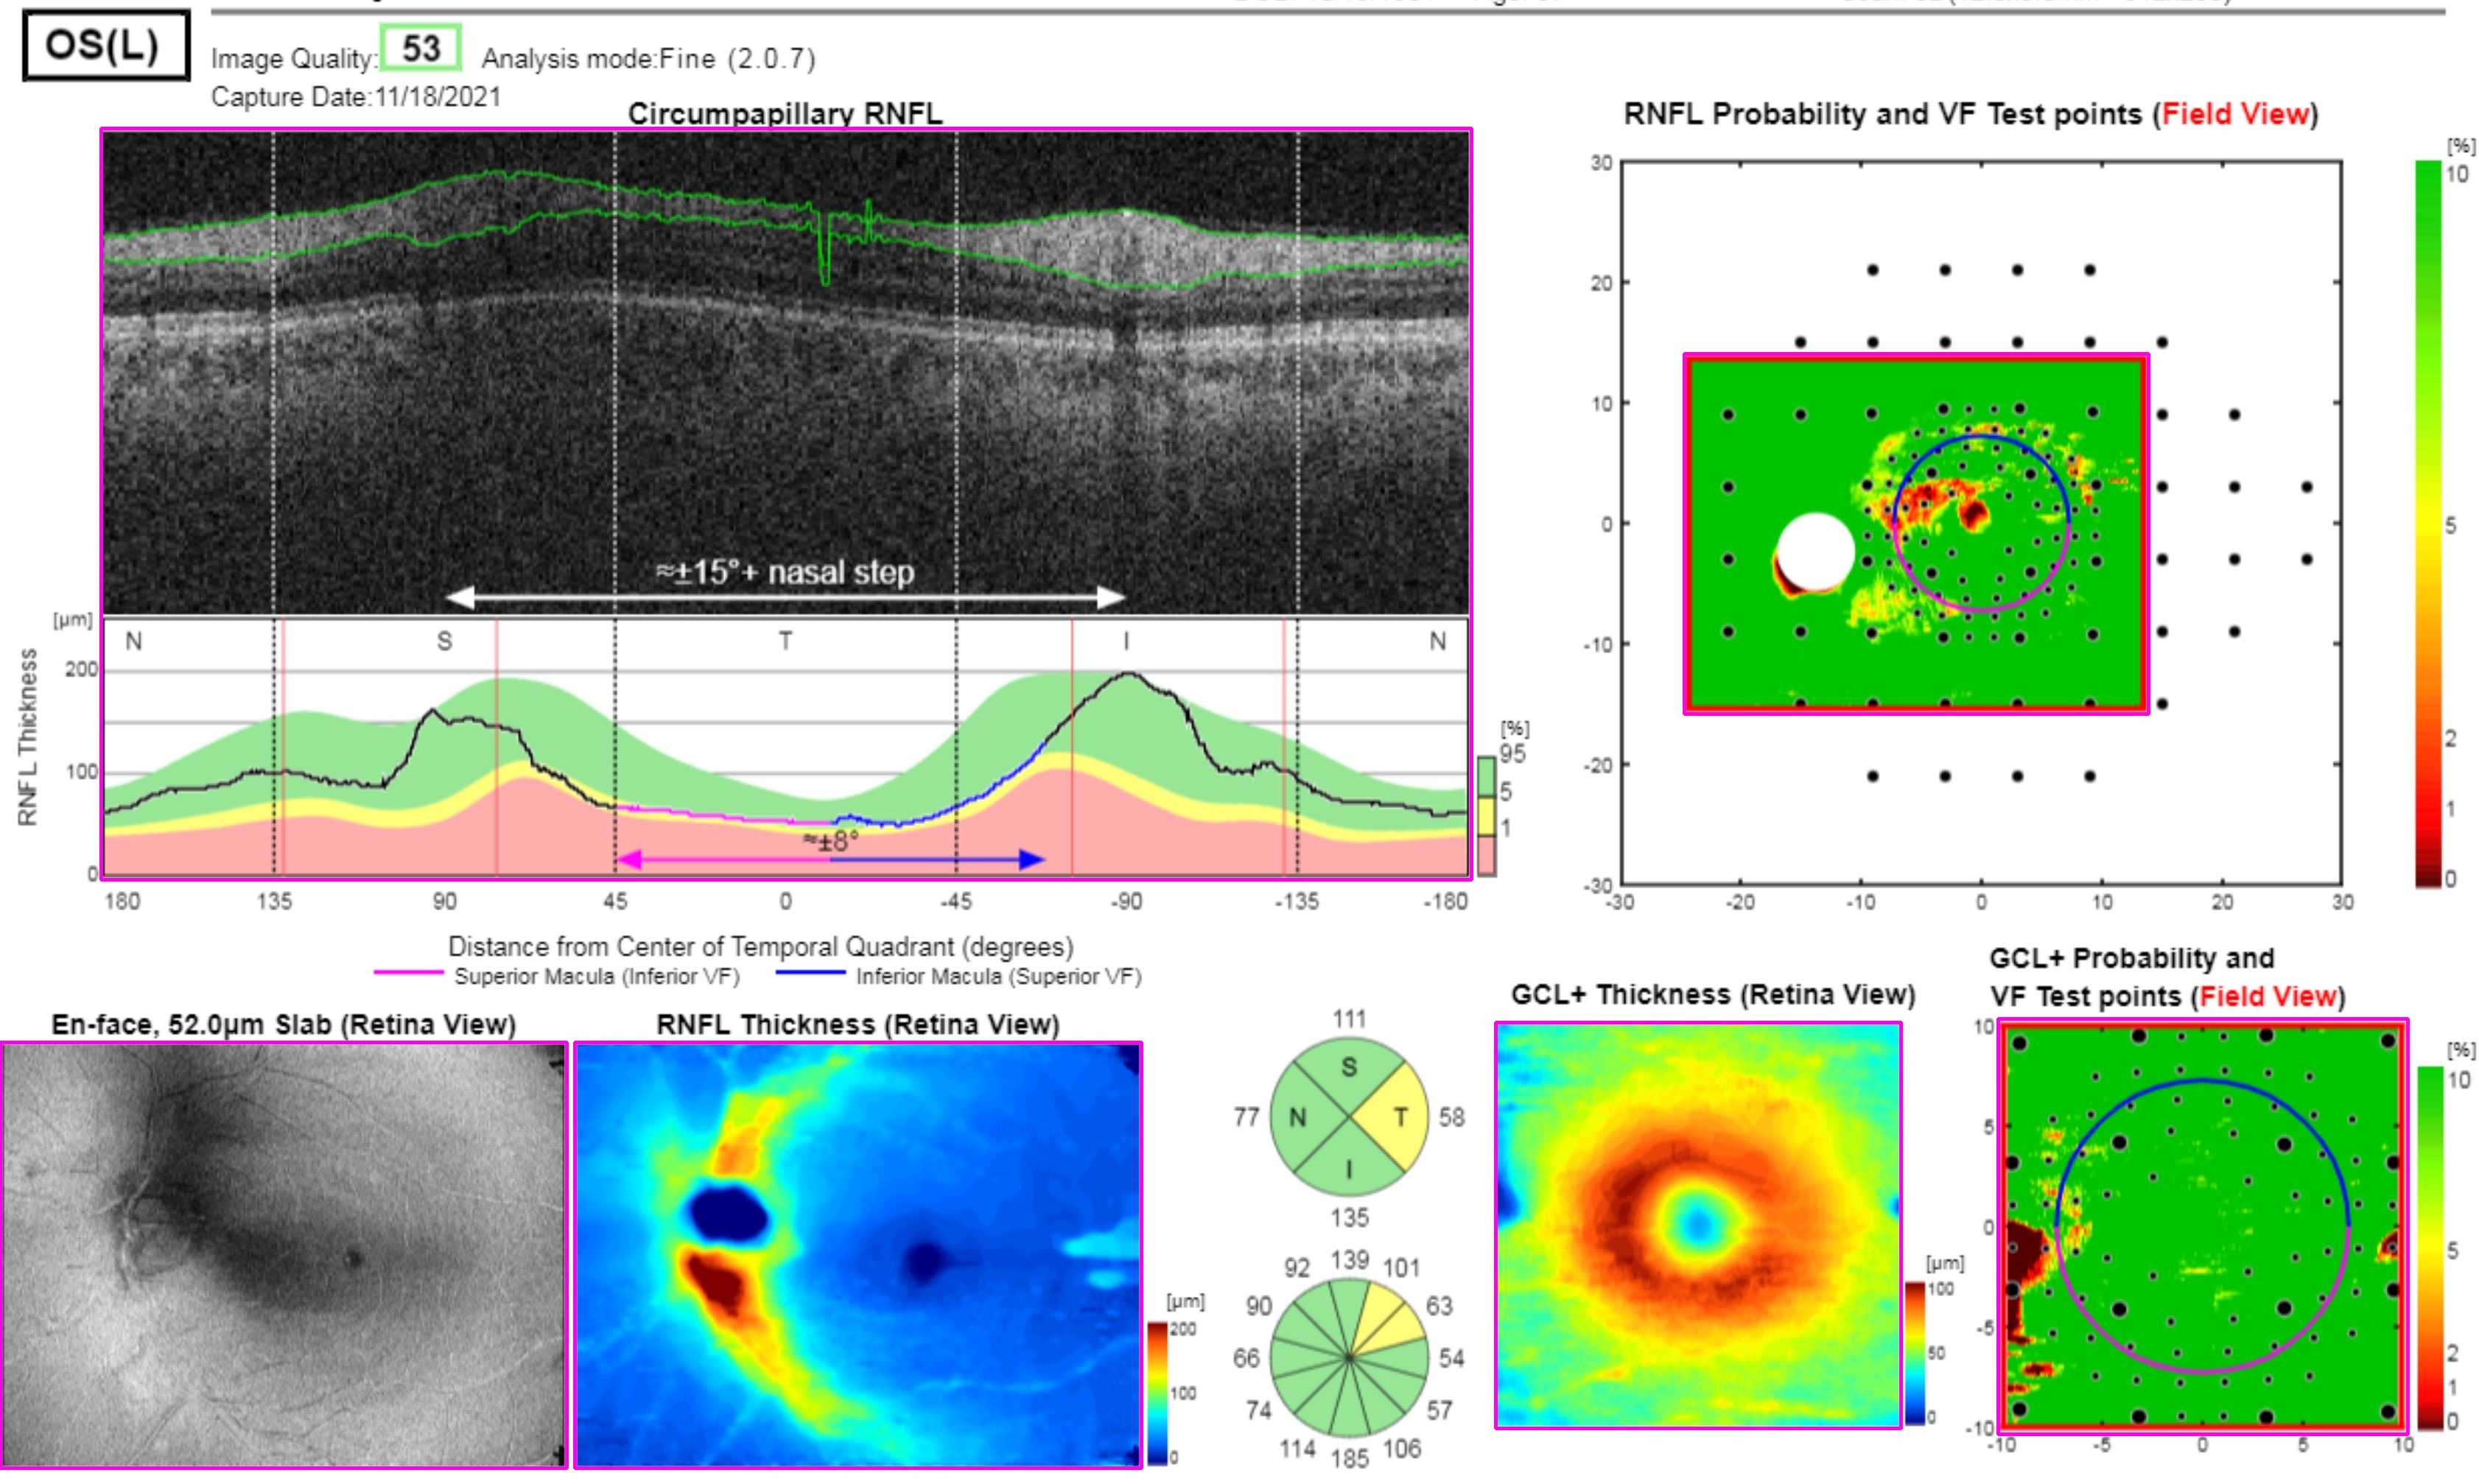 OS(L)
Image Quality: 53 Analysis mode:Fine (2.0.7)
Capture Date:11/18/2021
Circumpapillary RNFL
≈±15°+ nasal step
[µm]
N S T I N
RNFL Thickness
200
100
0
≈±8°
[%]
95
5
1
180 135 90 45 0 -45 -90 -135 -180
Distance from Center of Temporal Quadrant (degrees)
Superior Macula (Inferior VF) Inferior Macula (Superior VF)
RNFL Probability and VF Test points (Field View)
30
20
10
0
-10
-20
-30
-30 -20 -10 0 10 20 30
[%]
10
5
2
1
0
En-face, 52.0µm Slab (Retina View)
RNFL Thickness (Retina View)
[µm]
200
100
0
111
S
77 N T 58
I
135
92 139 101
90 63
66 54
74 57
114 185 106
GCL+ Thickness (Retina View)
[µm]
100
50
0
GCL+ Probability and
VF Test points (Field View)
10
5
0
-5
-10
-10 -5 0 5 10
[%]
10
5
2
1
0